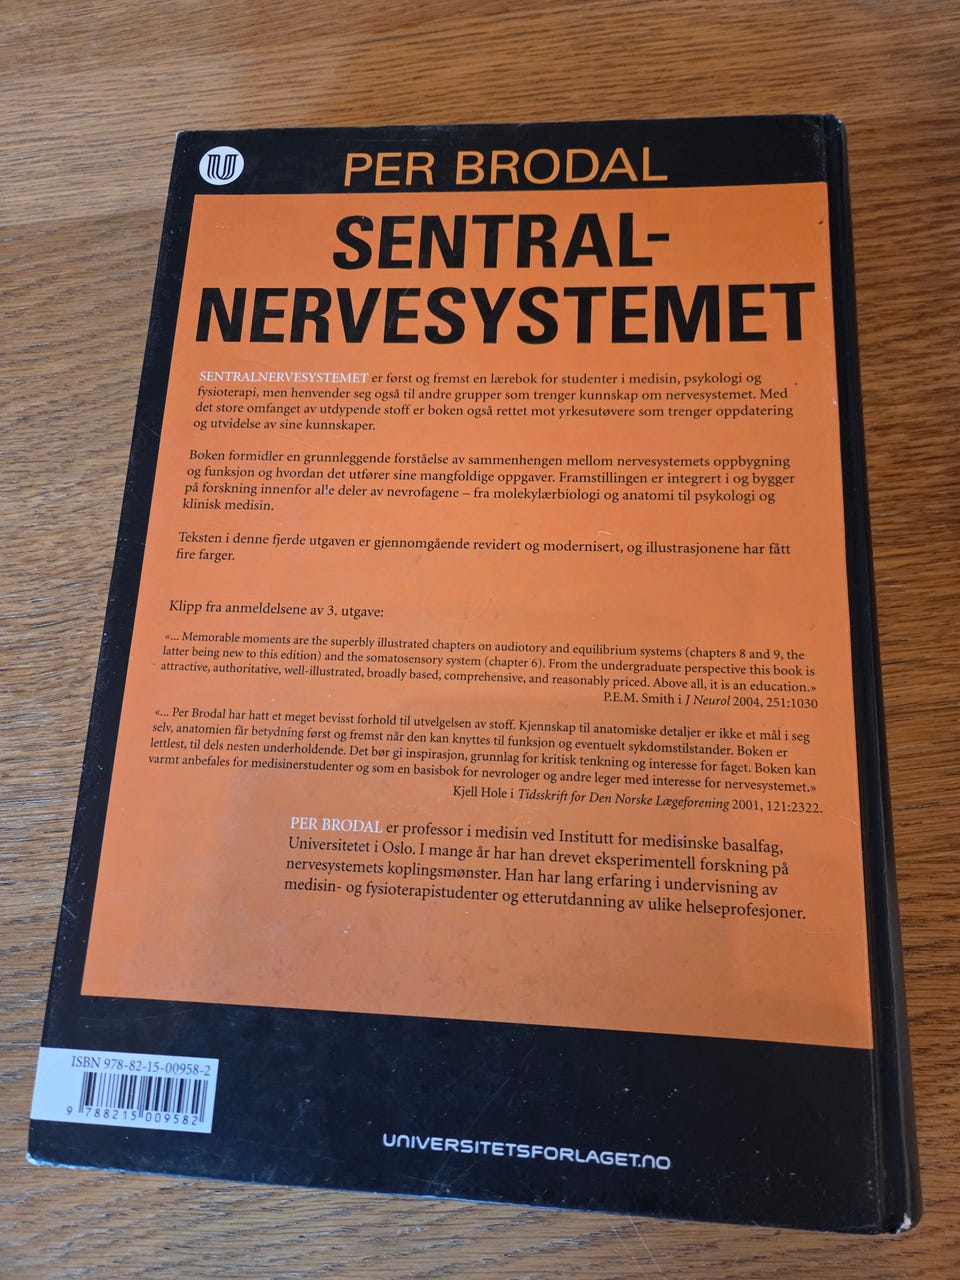 U
PER BRODAL
SENTRAL-
NERVESYSTEMET
SENTRALNERVESYSTEMET er først og fremst en lærebok for studenter i medisin, psykologi og
fysioterapi, men henvender seg også til andre grupper som trenger kunnskap om nervesystemet. Med
det store omfanget av utdypende stoff er boken også rettet mot yrkesutøvere som trenger oppdatering
og utvidelse av sine kunnskaper.
Boken formidler en grunnleggende forståelse av sammenhengen mellom nervesystemets oppbygning
og funksjon og hvordan det utfører sine mangfoldige oppgaver. Framstillingen er integrert i og bygger
på forskning innenfor alle deler av nevrofagene – fra molekylærbiologi og anatomi til psykologi og
klinisk medisin.
Teksten i denne fjerde utgaven er gjennomgående revidert og modernisert, og illustrasjonene har fått
fire farger.
Klipp fra anmeldelsene av 3. utgave:
«... Memorable moments are the superbly illustrated chapters on audiotory and equilibrium systems (chapters 8 and 9, the
latter being new to this edition) and the somatosensory system (chapter 6). From the undergraduate perspective this book is
attractive, authoritative, well-illustrated, broadly based, comprehensive, and reasonably priced. Above all, it is an education.»
P.E.M. Smith i J Neurol 2004, 251:1030
«... Per Brodal har hatt et meget bevisst forhold til utvelgelsen av stoff. Kjennskap til anatomiske detaljer er ikke et mål i seg
selv, anatomien får betydning først og fremst når den kan knyttes til funksjon og eventuelt sykdomstilstander. Boken er
lettlest, til dels nesten underholdende. Det bør gi inspirasjon, grunnlag for kritisk tenkning og interesse for faget. Boken kan
varmt anbefales for medisinerstudenter og som en basisbok for nevrologer og andre leger med interesse for nervesystemet.»
Kjell Hole i Tidsskrift for Den Norske Lægeforening 2001, 121:2322.
PER BRODAL er professor i medisin ved Institutt for medisinske basalfag,
Universitetet i Oslo. I mange år har han drevet eksperimentell forskning på
nervesystemets koplingsmønster. Han har lang erfaring i undervisning av
medisin- og fysioterapistudenter og etterutdanning av ulike helseprofesjoner.
ISBN 978-82-15-00958-2
9 788215 009582
UNIVERSITETSFORLAGET.NO